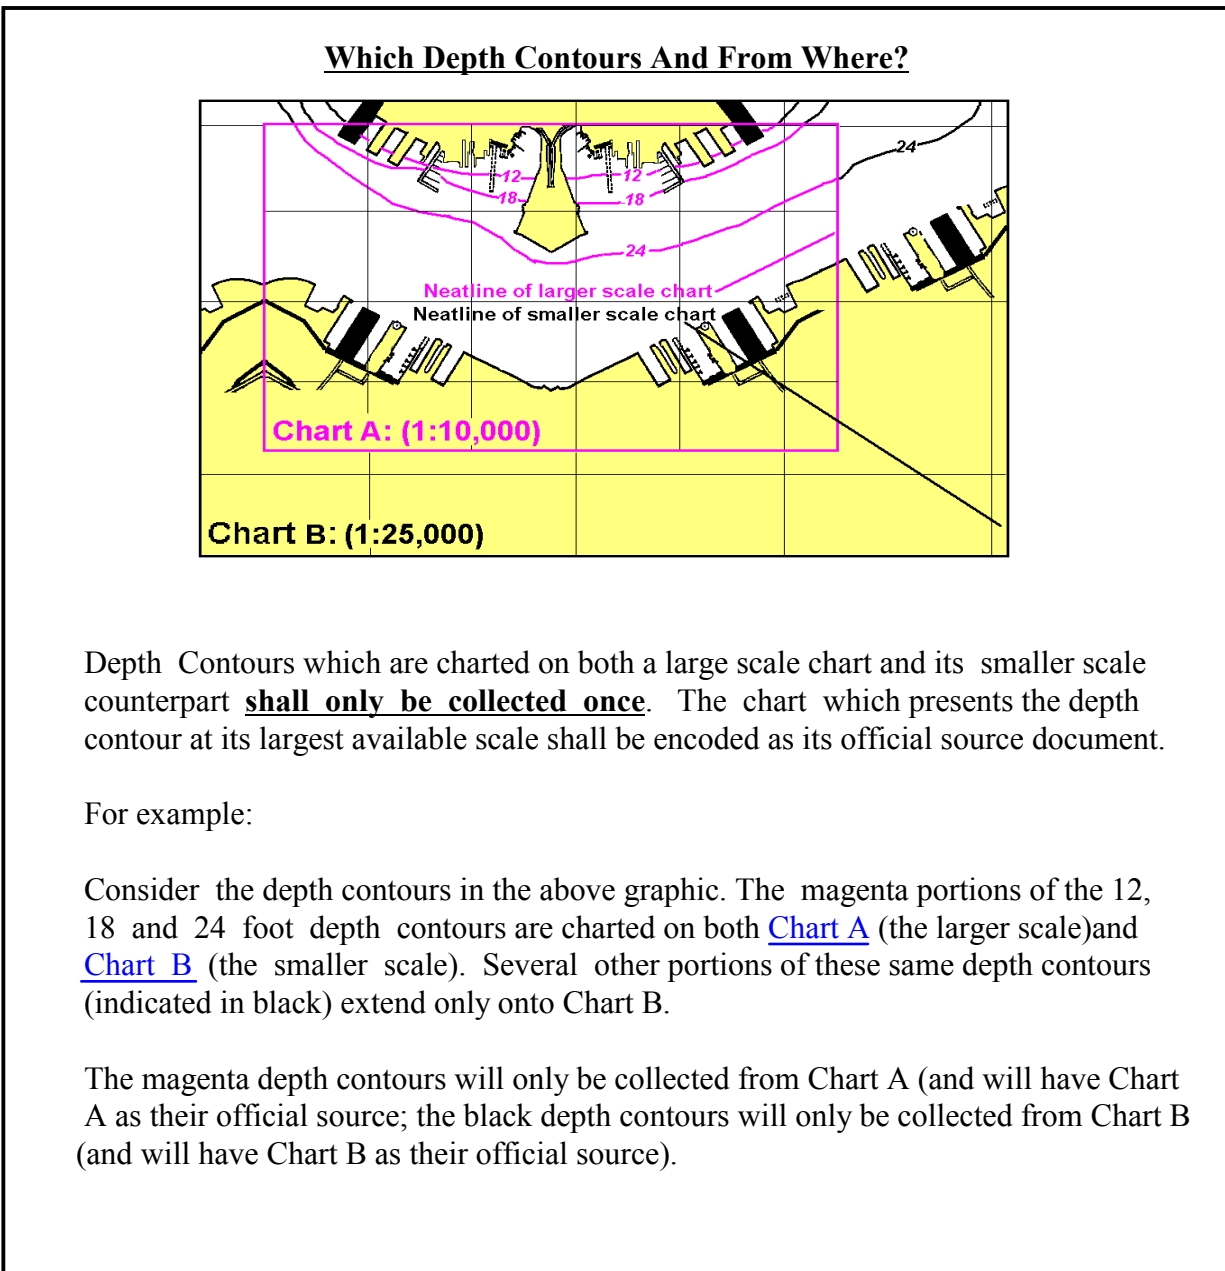 Which Depth Contours And From Where?
24
12
12
18
18
24
Neatline of larger scale chart
Neatline of smaller scale chart
Chart A: (1:10,000)
Chart B: (1:25,000)
Depth Contours which are charted on both a large scale chart and its smaller scale
counterpart shall only be collected once. The chart which presents the depth
contour at its largest available scale shall be encoded as its official source document.
For example:
Consider the depth contours in the above graphic. The magenta portions of the 12,
18 and 24 foot depth contours are charted on both Chart A (the larger scale)and
Chart B (the smaller scale). Several other portions of these same depth contours
(indicated in black) extend only onto Chart B.
The magenta depth contours will only be collected from Chart A (and will have Chart
A as their official source; the black depth contours will only be collected from Chart B
(and will have Chart B as their official source).